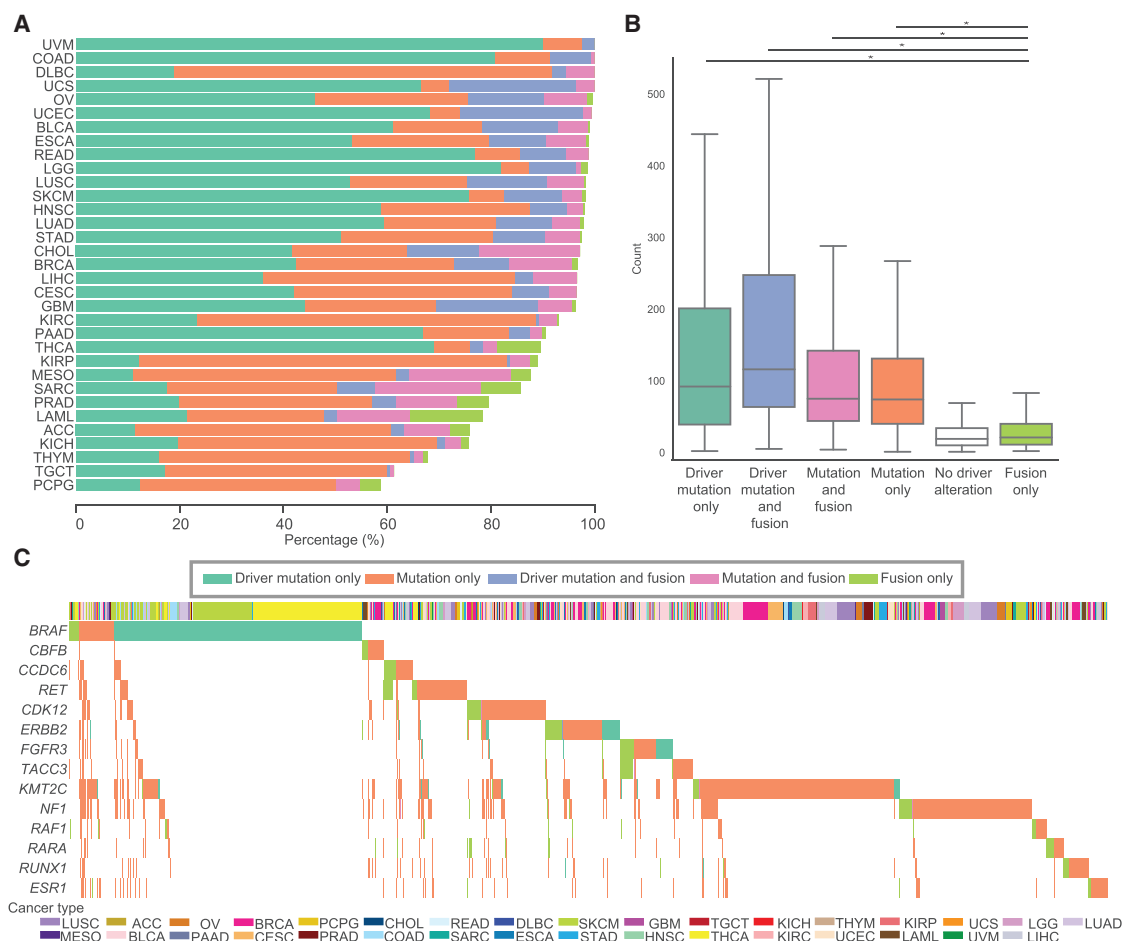 A
UVM
COAD
DLBC
UCS
OV
UCEC
BLCA
ESCA
READ
LGG
LUSC
SKCM
HNSC
LUAD
STAD
CHOL
BRCA
LIHC
CESC
GBM
KIRC
PAAD
THCA
KIRP
MESO
SARC
PRAD
LAML
ACC
KICH
THYM
TGCT
PCPG
0 20 40 60 80 100
Percentage (%)
B
*
*
*
*
Count
500
400
300
200
100
0
Driver mutation only
Driver mutation and fusion
Mutation and fusion
Mutation only
No driver alteration
Fusion only
C
Driver mutation only Mutation only Driver mutation and fusion Mutation and fusion Fusion only
BRAF
CBFB
CCDC6
RET
CDK12
ERBB2
FGFR3
TACC3
KMT2C
NF1
RAF1
RARA
RUNX1
ESR1
Cancer type
LUSC ACC OV BRCA PCPG CHOL READ DLBC SKCM GBM TGCT KICH THYM KIRP UCS LGG LUAD
MESO BLCA PAAD CESC PRAD COAD SARC ESCA STAD HNSC THCA KIRC UCEC LAML UVM LIHC